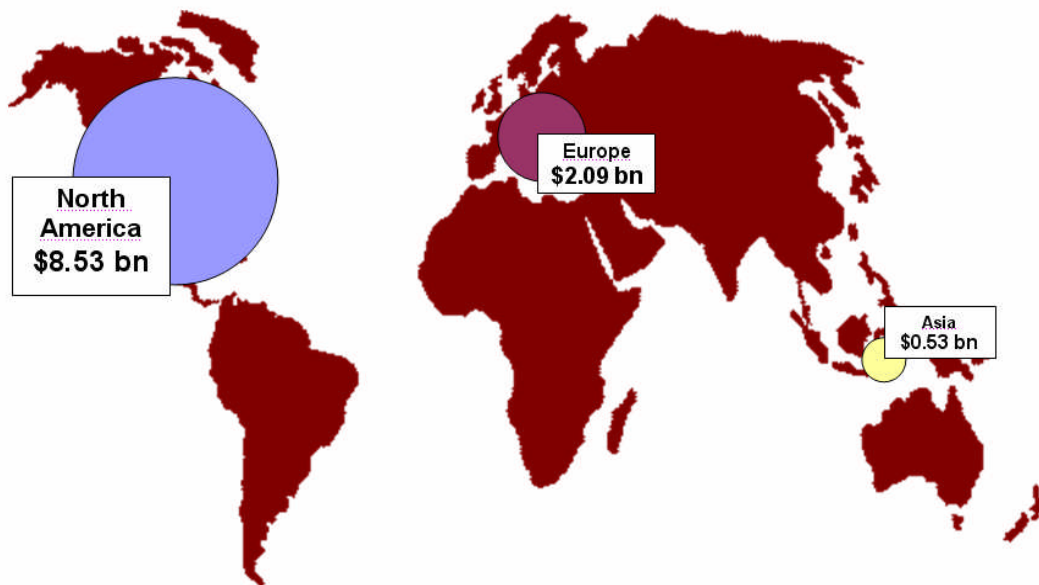 North
America
$8.53 bn
Europe
$2.09 bn
Asia
$0.53 bn